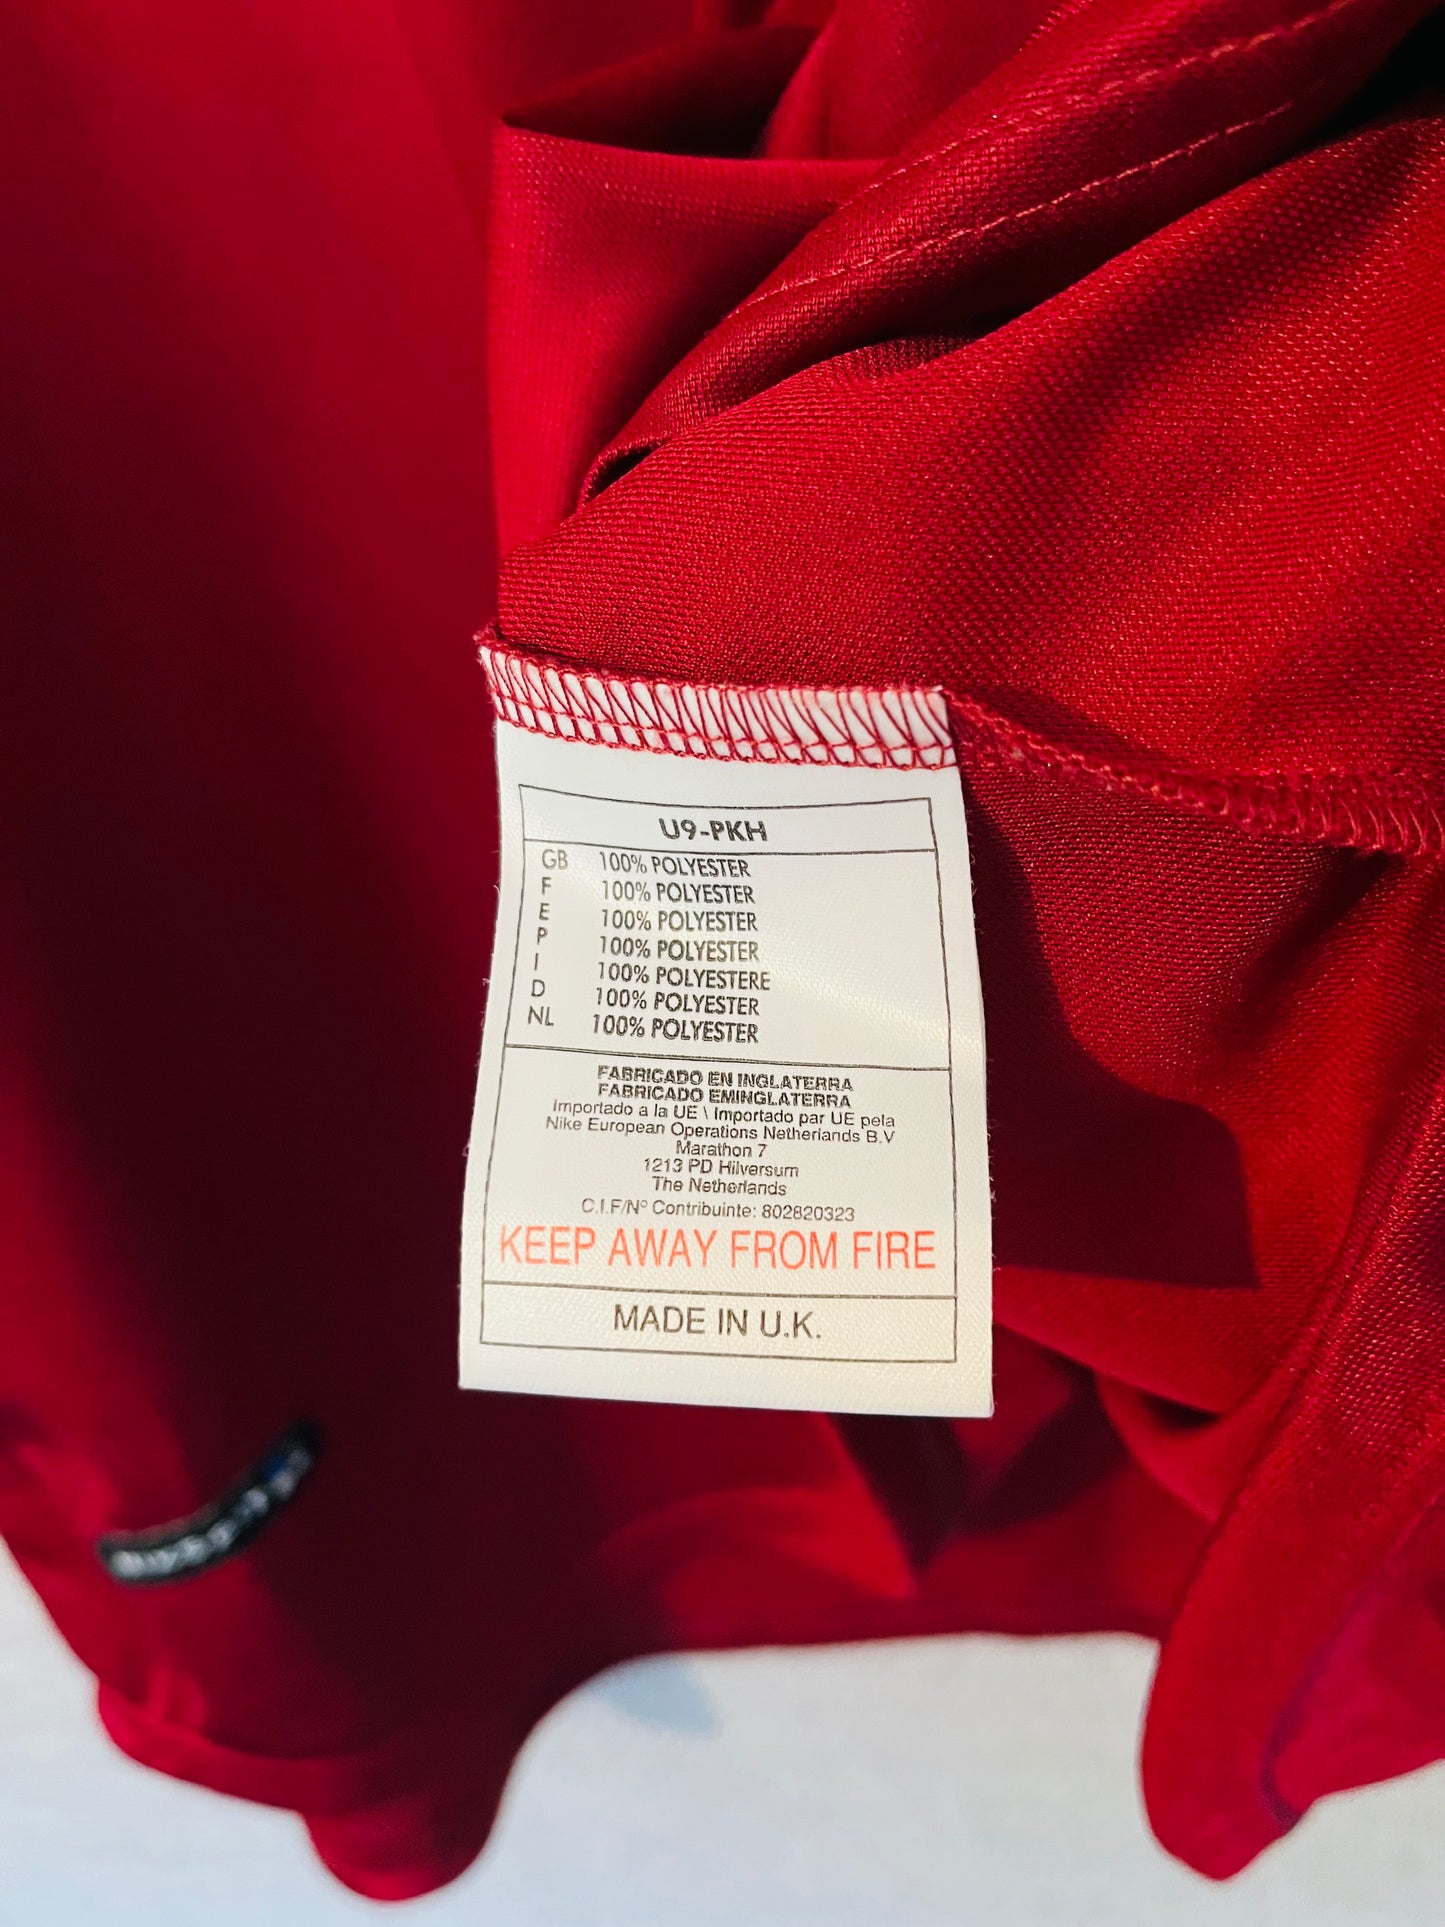 U9-PKH
GB 100% POLYESTER
F 100% POLYESTER
E 100% POLYESTER
P 100% POLYESTER
I 100% POLYESTERE
D 100% POLYESTER
NL 100% POLYESTER
FABRICADO EN INGLATERRA
FABRICADO EMINGLATERRA
Importado a la UE \ Importado par UE pela
Nike European Operations Netherlands B.V
Marathon 7
1213 PD Hilversum
The Netherlands
C.I.F/Nº Contribuinte: 802820323
KEEP AWAY FROM FIRE
MADE IN U.K.